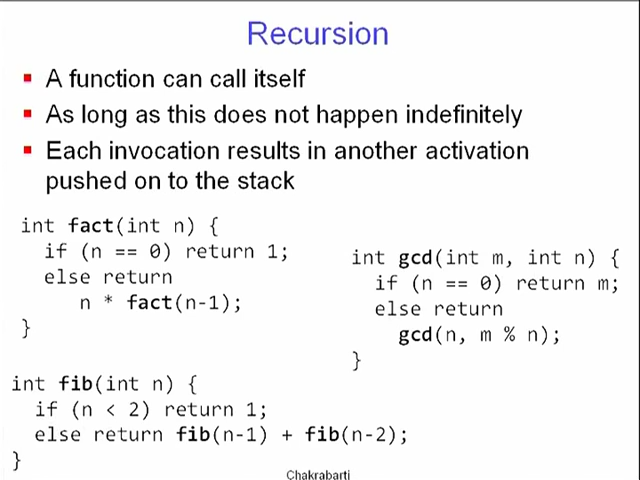 Recursion
A function can call itself
As long as this does not happen indefinitely
Each invocation results in another activation
pushed on to the stack
int fact(int n) {
if (n == 0) return 1;
else return
n * fact(n-1);
}
int gcd(int m, int n) {
if (n == 0) return m;
else return
gcd(n, m % n);
}
int fib(int n) {
if (n < 2) return 1;
else return fib(n-1) + fib(n-2);
}
Chakrabarti